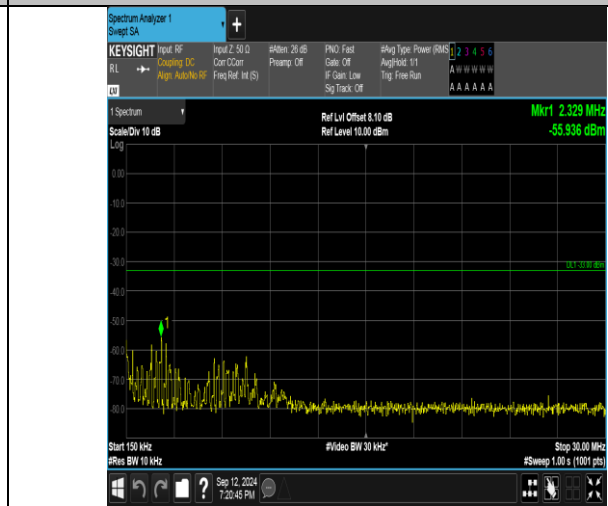 Spectrum Analyzer 1
Swept SA
+
KEYSIGHT Input: RF Input Z: 50 Ω #Atten: 26 dB PNO: Fast #Avg Type: Power (RMS 1 2 3 4 5 6
RL Coupling: DC Corr CCorr Preamp: Off Gate: Off Avg|Hold: 1/1 A W W W W W
Align: Auto/No RF Freq Ref: Int (S) IF Gain: Low Trig: Free Run
Sig Track: Off A A A A A A
LXI
1 Spectrum Ref Lvl Offset 8.10 dB Mkr1 2.329 MHz
Scale/Div 10 dB Ref Level 10.00 dBm -55.936 dBm
Log
0.00
-10.0
-20.0
-30.0
DL1 -33.00 dBm
-40.0
-50.0
1
-60.0
-70.0
-80.0
Start 150 kHz #Video BW 30 kHz* Stop 30.00 MHz
#Res BW 10 kHz #Sweep 1.00 s (1001 pts)
? Sep 12, 2024
7:20:45 PM